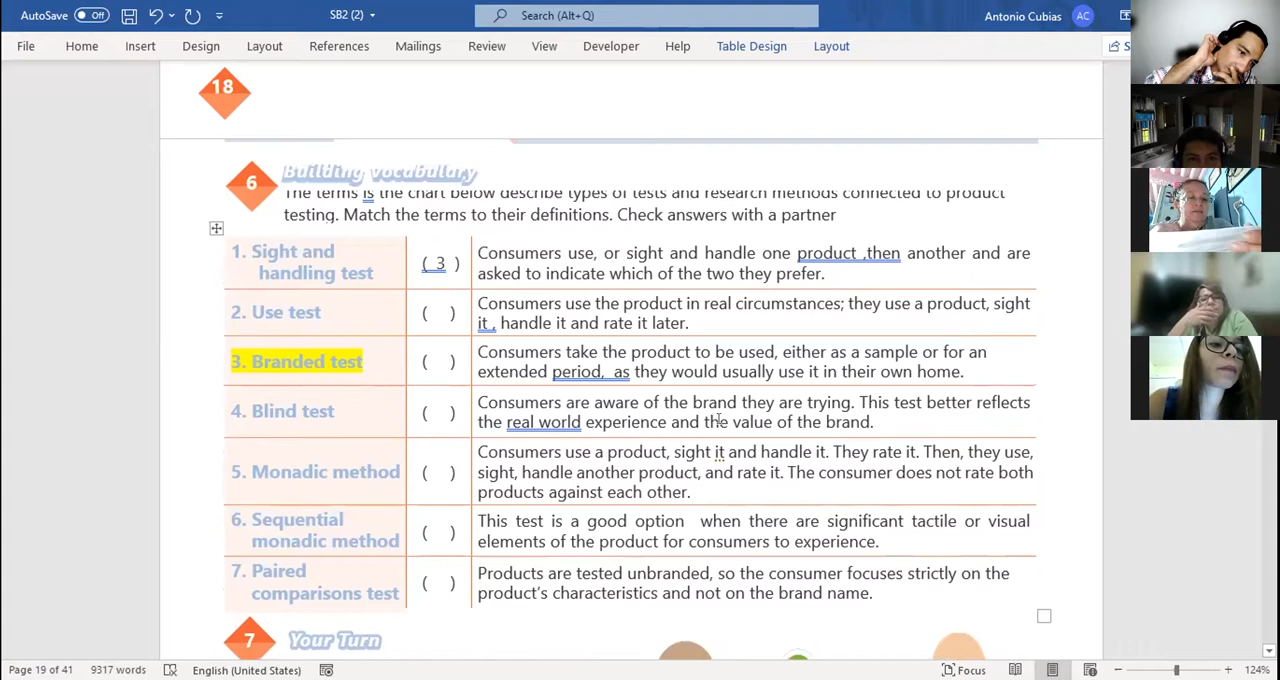 AutoSave Off SB2 (2) Search (Alt+Q) Antonio Cubias AC
File Home Insert Design Layout References Mailings Review View Developer Help Table Design Layout S
18
6 Building Vocabulary
The terms is the chart below describe types of tests and research methods connected to product
testing. Match the terms to their definitions. Check answers with a partner
1. Sight and
handling test
( 3 )
Consumers use, or sight and handle one product ,then another and are
asked to indicate which of the two they prefer.
2. Use test
( )
Consumers use the product in real circumstances; they use a product, sight
it , handle it and rate it later.
3. Branded test
( )
Consumers take the product to be used, either as a sample or for an
extended period, as they would usually use it in their own home.
4. Blind test
( )
Consumers are aware of the brand they are trying. This test better reflects
the real world experience and the value of the brand.
5. Monadic method
( )
Consumers use a product, sight it and handle it. They rate it. Then, they use,
sight, handle another product, and rate it. The consumer does not rate both
products against each other.
6. Sequential
monadic method
( )
This test is a good option when there are significant tactile or visual
elements of the product for consumers to experience.
7. Paired
comparisons test
( )
Products are tested unbranded, so the consumer focuses strictly on the
product's characteristics and not on the brand name.
7 Your Turn
Page 19 of 41 9317 words English (United States) Focus 124%